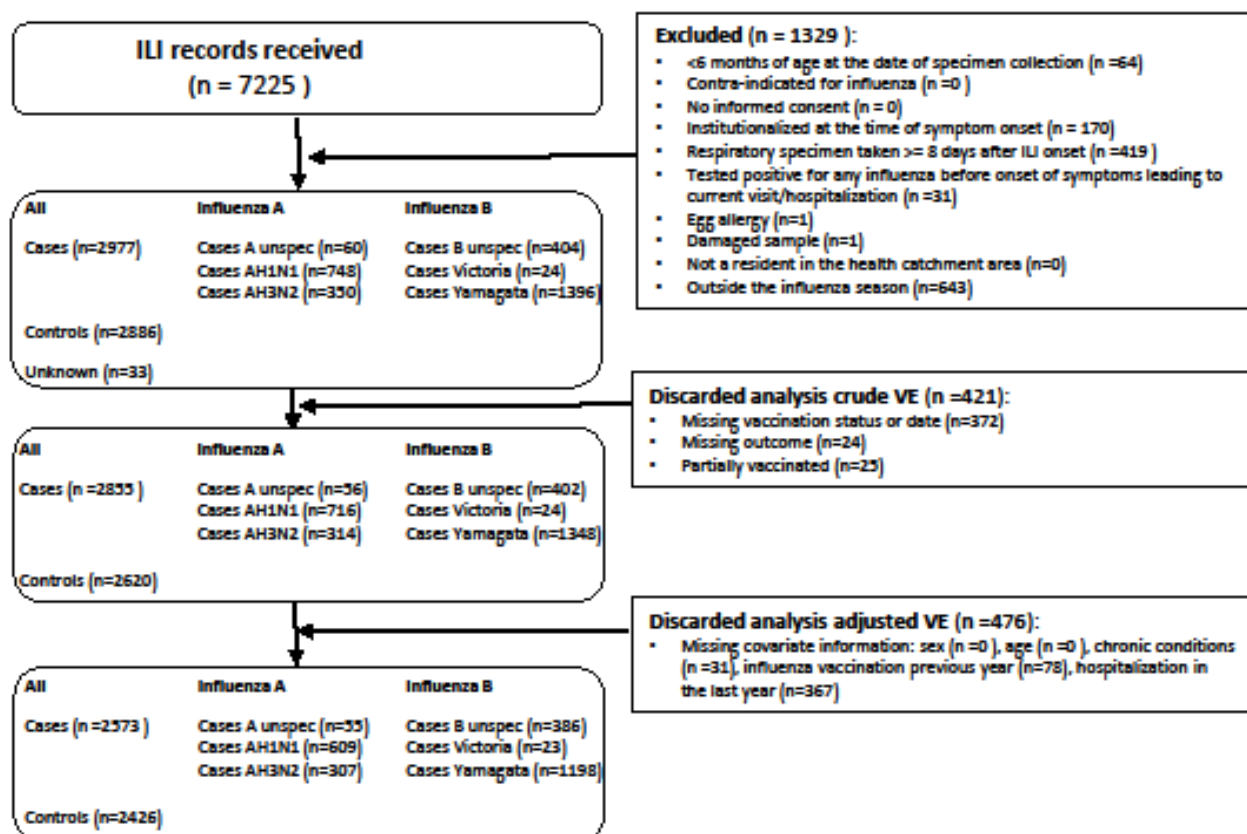 ILI records received
(n = 7225 )
Excluded (n = 1329 ):
<6 months of age at the date of specimen collection (n =64)
Contra-indicated for influenza (n =0 )
No informed consent (n = 0)
Institutionalized at the time of symptom onset (n = 170)
Respiratory specimen taken >= 8 days after ILI onset (n =419 )
Tested positive for any influenza before onset of symptoms leading to
current visit/hospitalization (n =31)
Egg allergy (n=1)
Damaged sample (n=1)
Not a resident in the health catchment area (n=0)
Outside the influenza season (n=643)
All Influenza A Influenza B
Cases (n=2977) Cases A unspec (n=60) Cases B unspec (n=404)
Cases AH1N1 (n=748) Cases Victoria (n=24)
Cases AH3N2 (n=350) Cases Yamagata (n=1396)
Controls (n=2886)
Unknown (n=33)
Discarded analysis crude VE (n =421):
Missing vaccination status or date (n=372)
Missing outcome (n=24)
Partially vaccinated (n=25)
All Influenza A Influenza B
Cases (n =2855 ) Cases A unspec (n=56) Cases B unspec (n=402)
Cases AH1N1 (n=716) Cases Victoria (n=24)
Cases AH3N2 (n=314) Cases Yamagata (n=1348)
Controls (n=2620)
Discarded analysis adjusted VE (n =476):
Missing covariate information: sex (n =0 ), age (n =0 ), chronic conditions
(n =31), influenza vaccination previous year (n=78), hospitalization in
the last year (n=367)
All Influenza A Influenza B
Cases (n =2573 ) Cases A unspec (n=55) Cases B unspec (n=386)
Cases AH1N1 (n=609) Cases Victoria (n=23)
Cases AH3N2 (n=307) Cases Yamagata (n=1198)
Controls (n=2426)